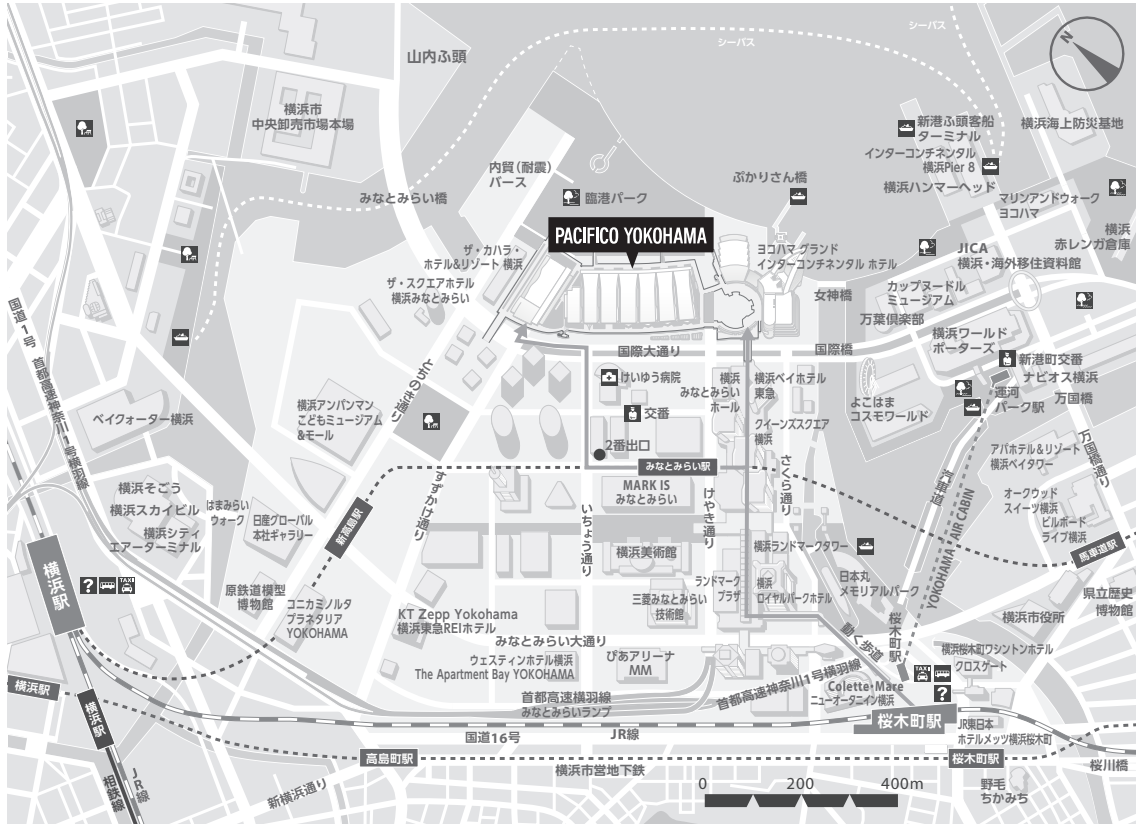 山内ふ頭
シーバス
シーバス
N
横浜市
中央卸売市場本場
内貿(耐震)
バース
新港ふ頭客船
ターミナル
横浜海上防災基地
インターコンチネンタル
横浜Pier 8
横浜ハンマーヘッド
ぷかりさん橋
みなとみらい橋
臨港パーク
マリンアンドウォーク
ヨコハマ
横浜
赤レンガ倉庫
PACIFICO YOKOHAMA
ザ・カハラ・
ホテル&リゾート 横浜
ザ・スクエアホテル
横浜みなとみらい
ヨコハマ グランド
インターコンチネンタル ホテル
JICA
横浜・海外移住資料館
女神橋
カップヌードル
ミュージアム
万葉倶楽部
国道1号
首都高速神奈川1号横羽線
国際大通り
国際橋
横浜ワールド
ポーターズ
新港町交番
ナビオス横浜
運河
パーク駅
万国橋
とちのき通り
けいゆう病院
横浜
みなとみらい
ホール
横浜ベイホテル
東急
よこはま
コスモワールド
横浜アンパンマン
こどもミュージアム
&モール
ベイクォーター横浜
交番
2番出口
クイーンズスクエア
横浜
万国橋通り
アパホテル&リゾート
横浜ベイタワー
汽車道
みなとみらい駅
さくら通り
MARK IS
みなとみらい
けやき通り
YOKOHAMA AIR CABIN
オークウッド
スイーツ横浜
ビルボード
ライブ横浜
横浜そごう
横浜スカイビル
はまみらい
ウォーク
横浜シティ
エアーターミナル
日産グローバル
本社ギャラリー
新高島駅
すずかけ通り
いちょう通り
横浜美術館
横浜ランドマークタワー
馬車道駅
横浜駅
?
TAXI
原鉄道模型
博物館
コニカミノルタ
プラネタリア
YOKOHAMA
KT Zepp Yokohama
横浜東急REIホテル
三菱みなとみらい
技術館
ランドマーク
プラザ
横浜
ロイヤルパークホテル
日本丸
メモリアルパーク
県立歴史
博物館
横浜市役所
みなとみらい大通り
動く歩道
桜木町駅
横浜桜木町ワシントンホテル
クロスゲート
ウェスティンホテル横浜
The Apartment Bay YOKOHAMA
ぴあアリーナ
MM
TAXI
?
首都高速神奈川1号横羽線
Colette・Mare
ニューオータニイン横浜
横浜駅
横浜駅
首都高速横羽線
みなとみらいランプ
桜木町駅
JR東日本
ホテルメッツ横浜桜木町
国道16号
JR線
高島町駅
横浜市営地下鉄
桜木町駅
桜川橋
相鉄線
JR線
新横浜通り
0
200
400m
野毛
ちかみち